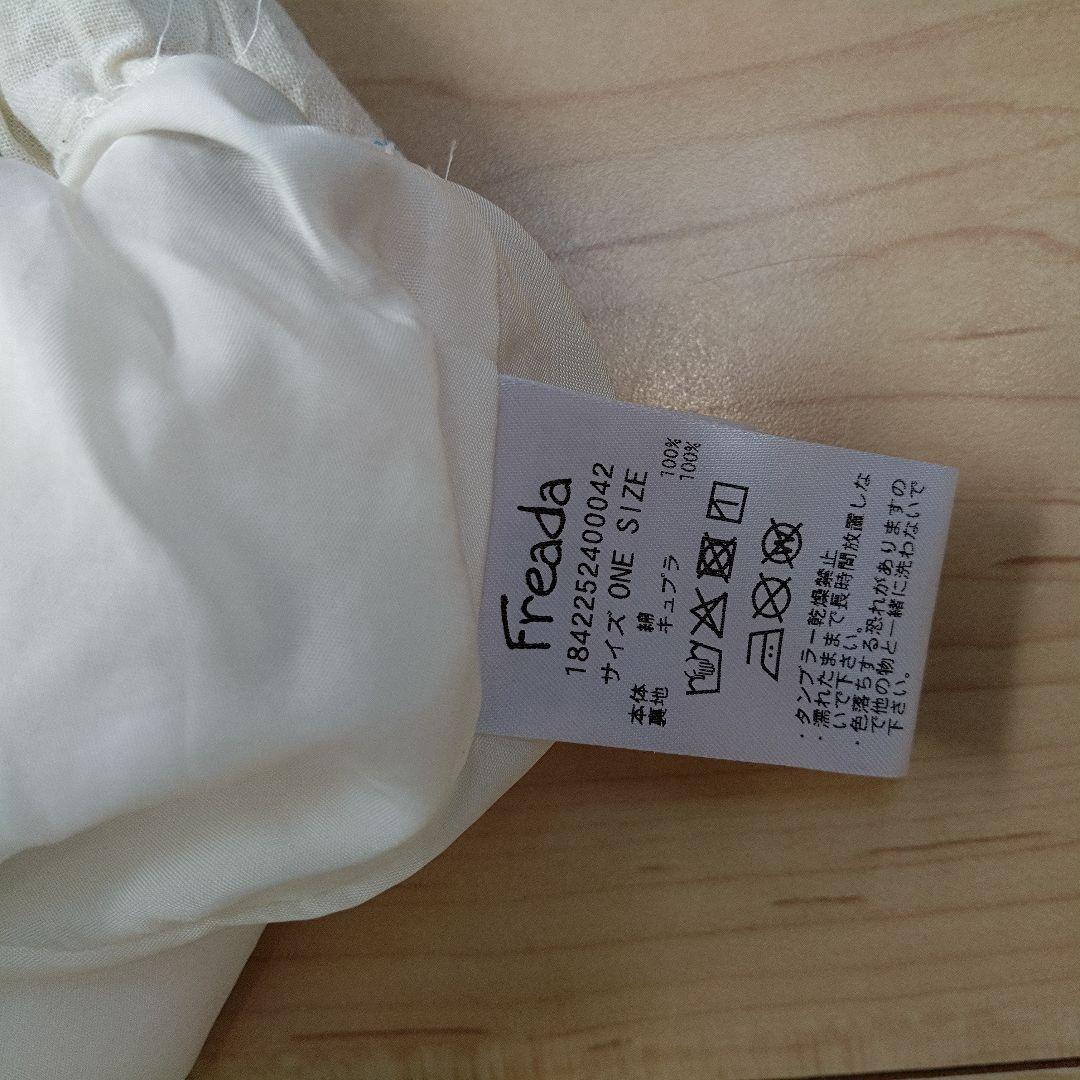 Freada
1842252400042
サイズ ONE SIZE
本体 綿 100%
裏地 キュプラ 100%
・タンブラー乾燥禁止
・濡れたままで長時間放置しな
いで下さい。
・色落ちする恐れがありますの
で他の物と一緒に洗わないで
下さい。